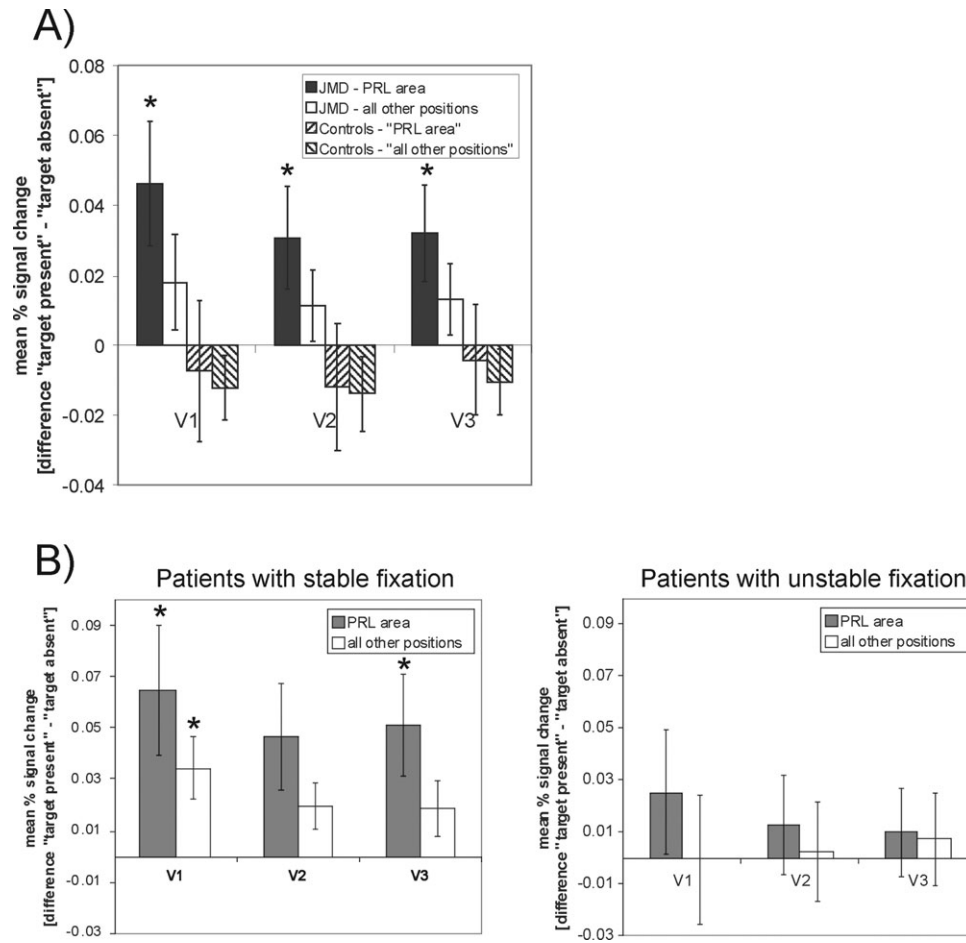 A)
mean % signal change
[difference "target present" - "target absent"]
0.08
0.06
0.04
0.02
0
-0.02
-0.04
JMD - PRL area
JMD - all other positions
Controls - "PRL area"
Controls - "all other positions"
*
*
*
V1
V2
V3
B)
Patients with stable fixation
mean % signal change
[difference "target present" - "target absent"]
0.09
0.07
0.05
0.03
0.01
-0.01
-0.03
PRL area
all other positions
*
*
*
V1
V2
V3
Patients with unstable fixation
mean % signal change
[difference "target present" - "target absent"]
0.09
0.07
0.05
0.03
0.01
-0.01
-0.03
PRL area
all other positions
V1
V2
V3